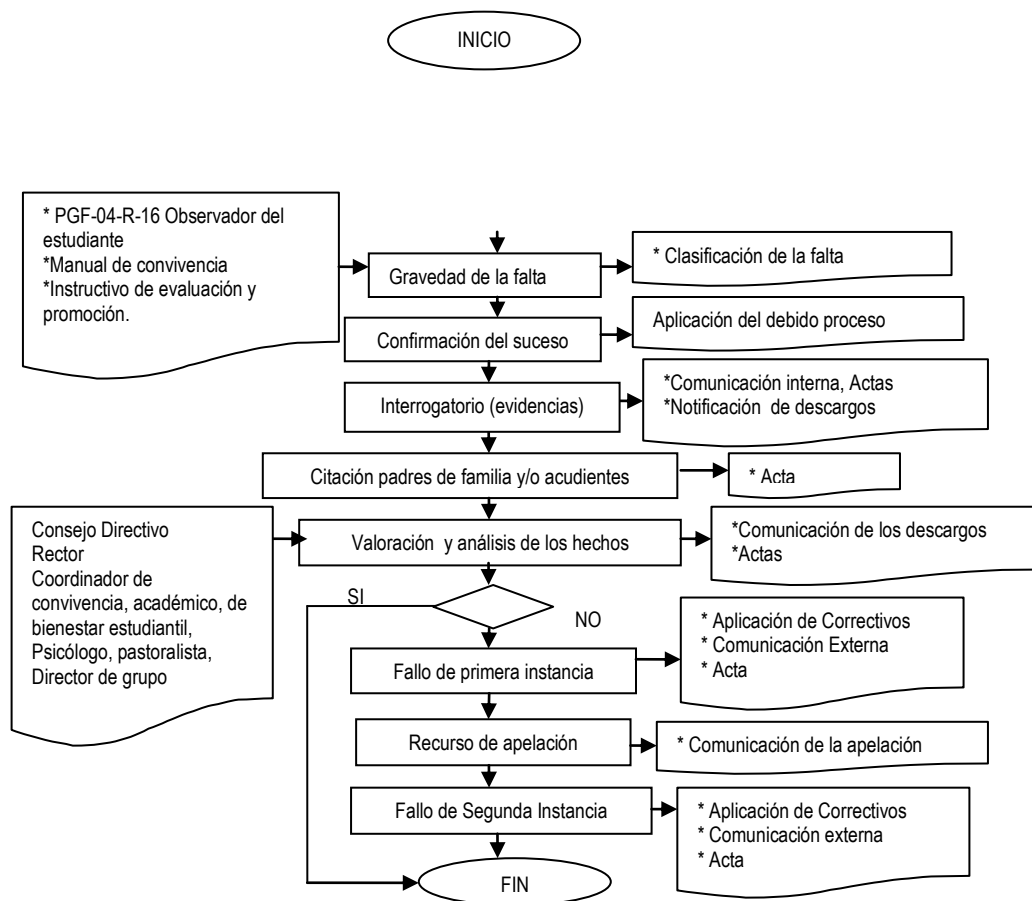 INICIO
* PGF-04-R-16 Observador del
estudiante
*Manual de convivencia
*Instructivo de evaluación y
promoción.
Gravedad de la falta
* Clasificación de la falta
Confirmación del suceso
Aplicación del debido proceso
Interrogatorio (evidencias)
*Comunicación interna, Actas
*Notificación de descargos
Citación padres de familia y/o acudientes
* Acta
Consejo Directivo
Rector
Coordinador de
convivencia, académico, de
bienestar estudiantil,
Psicólogo, pastoralista,
Director de grupo
Valoración y análisis de los hechos
*Comunicación de los descargos
*Actas
SI
NO
Fallo de primera instancia
* Aplicación de Correctivos
* Comunicación Externa
* Acta
Recurso de apelación
* Comunicación de la apelación
Fallo de Segunda Instancia
* Aplicación de Correctivos
* Comunicación externa
* Acta
FIN